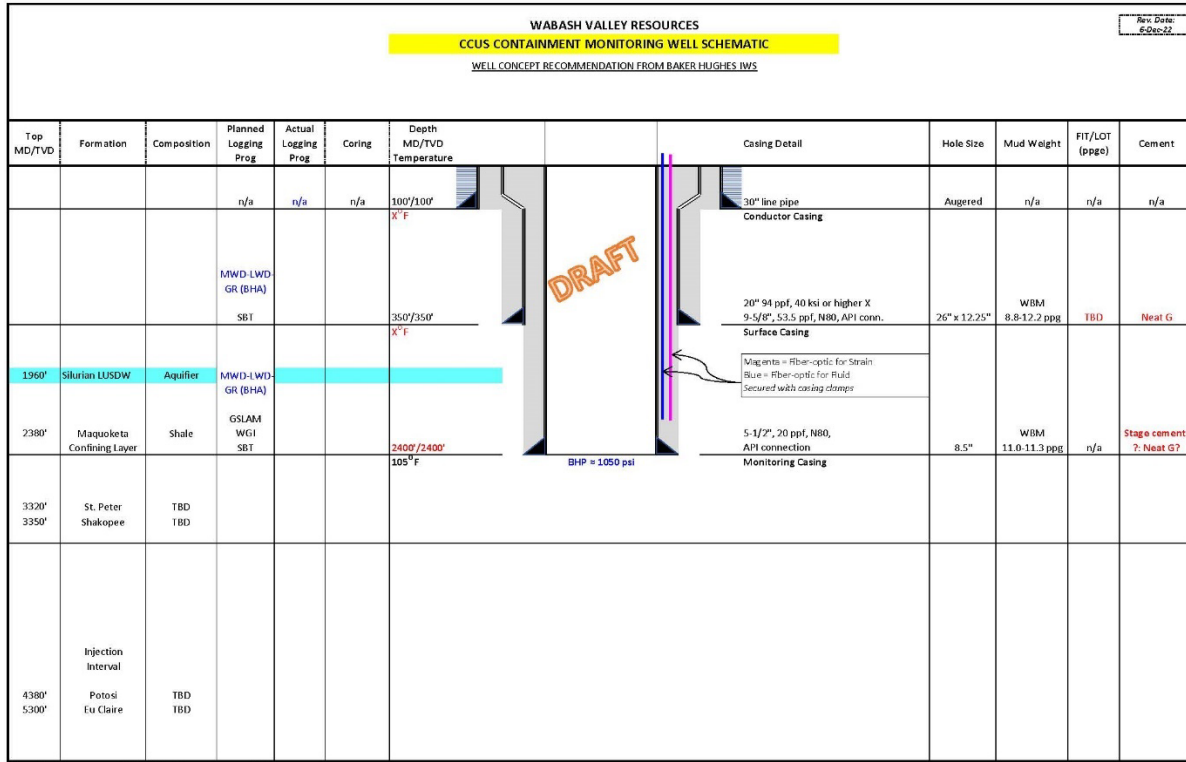 WABASH VALLEY RESOURCES
CCUS CONTAINMENT MONITORING WELL SCHEMATIC
WELL CONCEPT RECOMMENDATION FROM BAKER HUGHES IWS
Rev. Date:
6-Dec-22
Top MD/TVD
Formation
Composition
Planned Logging Prog
Actual Logging Prog
Coring
Depth MD/TVD Temperature
Casing Detail
Hole Size
Mud Weight
FIT/LOT (ppge)
Cement
n/a n/a n/a 100'/100' 30" line pipe Augered n/a n/a n/a
X°F Conductor Casing
DRAFT
MWD-LWD-
GR (BHA)
20" 94 ppf, 40 ksi or higher X WBM
SBT 350'/350' 9-5/8", 53.5 ppf, N80, API conn. 26" x 12.25" 8.8-12.2 ppg TBD Neat G
X°F Surface Casing
Magenta = Fiber-optic for Strain
Blue = Fiber-optic for Fluid
Secured with casing clamps
1960' Silurian LUSDW Aquifier MWD-LWD-
GR (BHA)
GSLAM
2380' Maquoketa Shale WGI 5-1/2", 20 ppf, N80, WBM Stage cement
Confining Layer SBT 2400'/2400' API connection 8.5" 11.0-11.3 ppg n/a ?: Neat G?
105°F BHP = 1050 psi Monitoring Casing
3320' St. Peter TBD
3350' Shakopee TBD
Injection
Interval
4380' Potosi TBD
5300' Eu Claire TBD